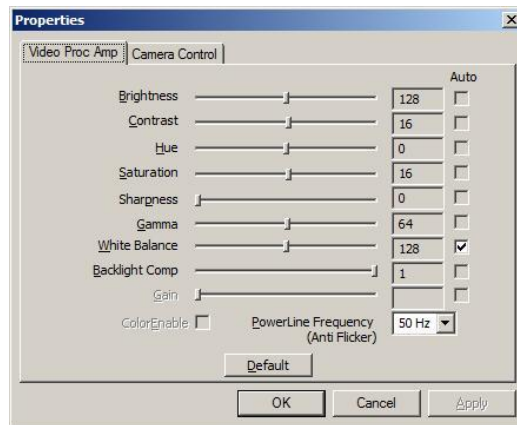 Properties
Video Proc Amp Camera Control
Auto
Brightness 128
Contrast 16
Hue 0
Saturation 16
Sharpness 0
Gamma 64
White Balance 128
Backlight Comp 1
Gain
ColorEnable PowerLine Frequency 50 Hz
(Anti Flicker)
Default
OK Cancel Apply